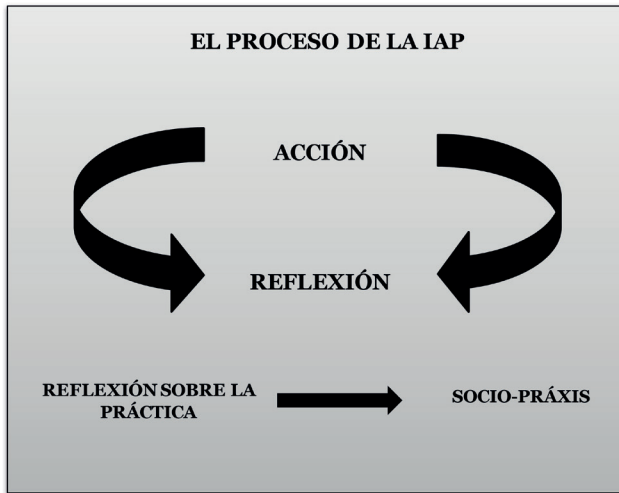 EL PROCESO DE LA IAP
ACCIÓN
REFLEXIÓN
REFLEXIÓN SOBRE LA
PRÁCTICA
SOCIO-PRÁXIS